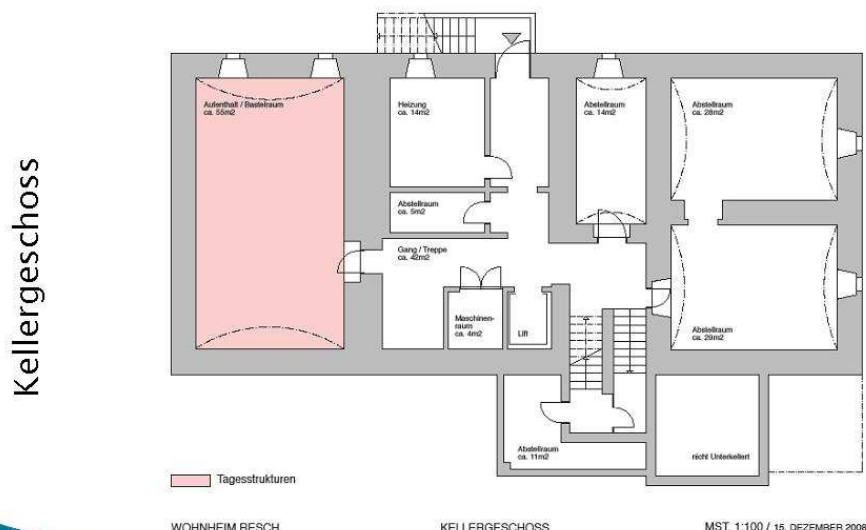 Kellergeschoss
Aufenthalt / Bastelraum
ca. 55m2
Heizung
ca. 14m2
Abstellraum
ca. 14m2
Abstellraum
ca. 28m2
Abstellraum
ca. 5m2
Gang / Treppe
ca. 42m2
Maschinen-
raum
ca. 4m2
Lift
Abstellraum
ca. 29m2
Abstellraum
ca. 11m2
nicht Unterkellert
Tagesstrukturen
WOHNHEIM RESCH
KELLERGESCHOSS
MST. 1:100 / 15. DEZEMBER